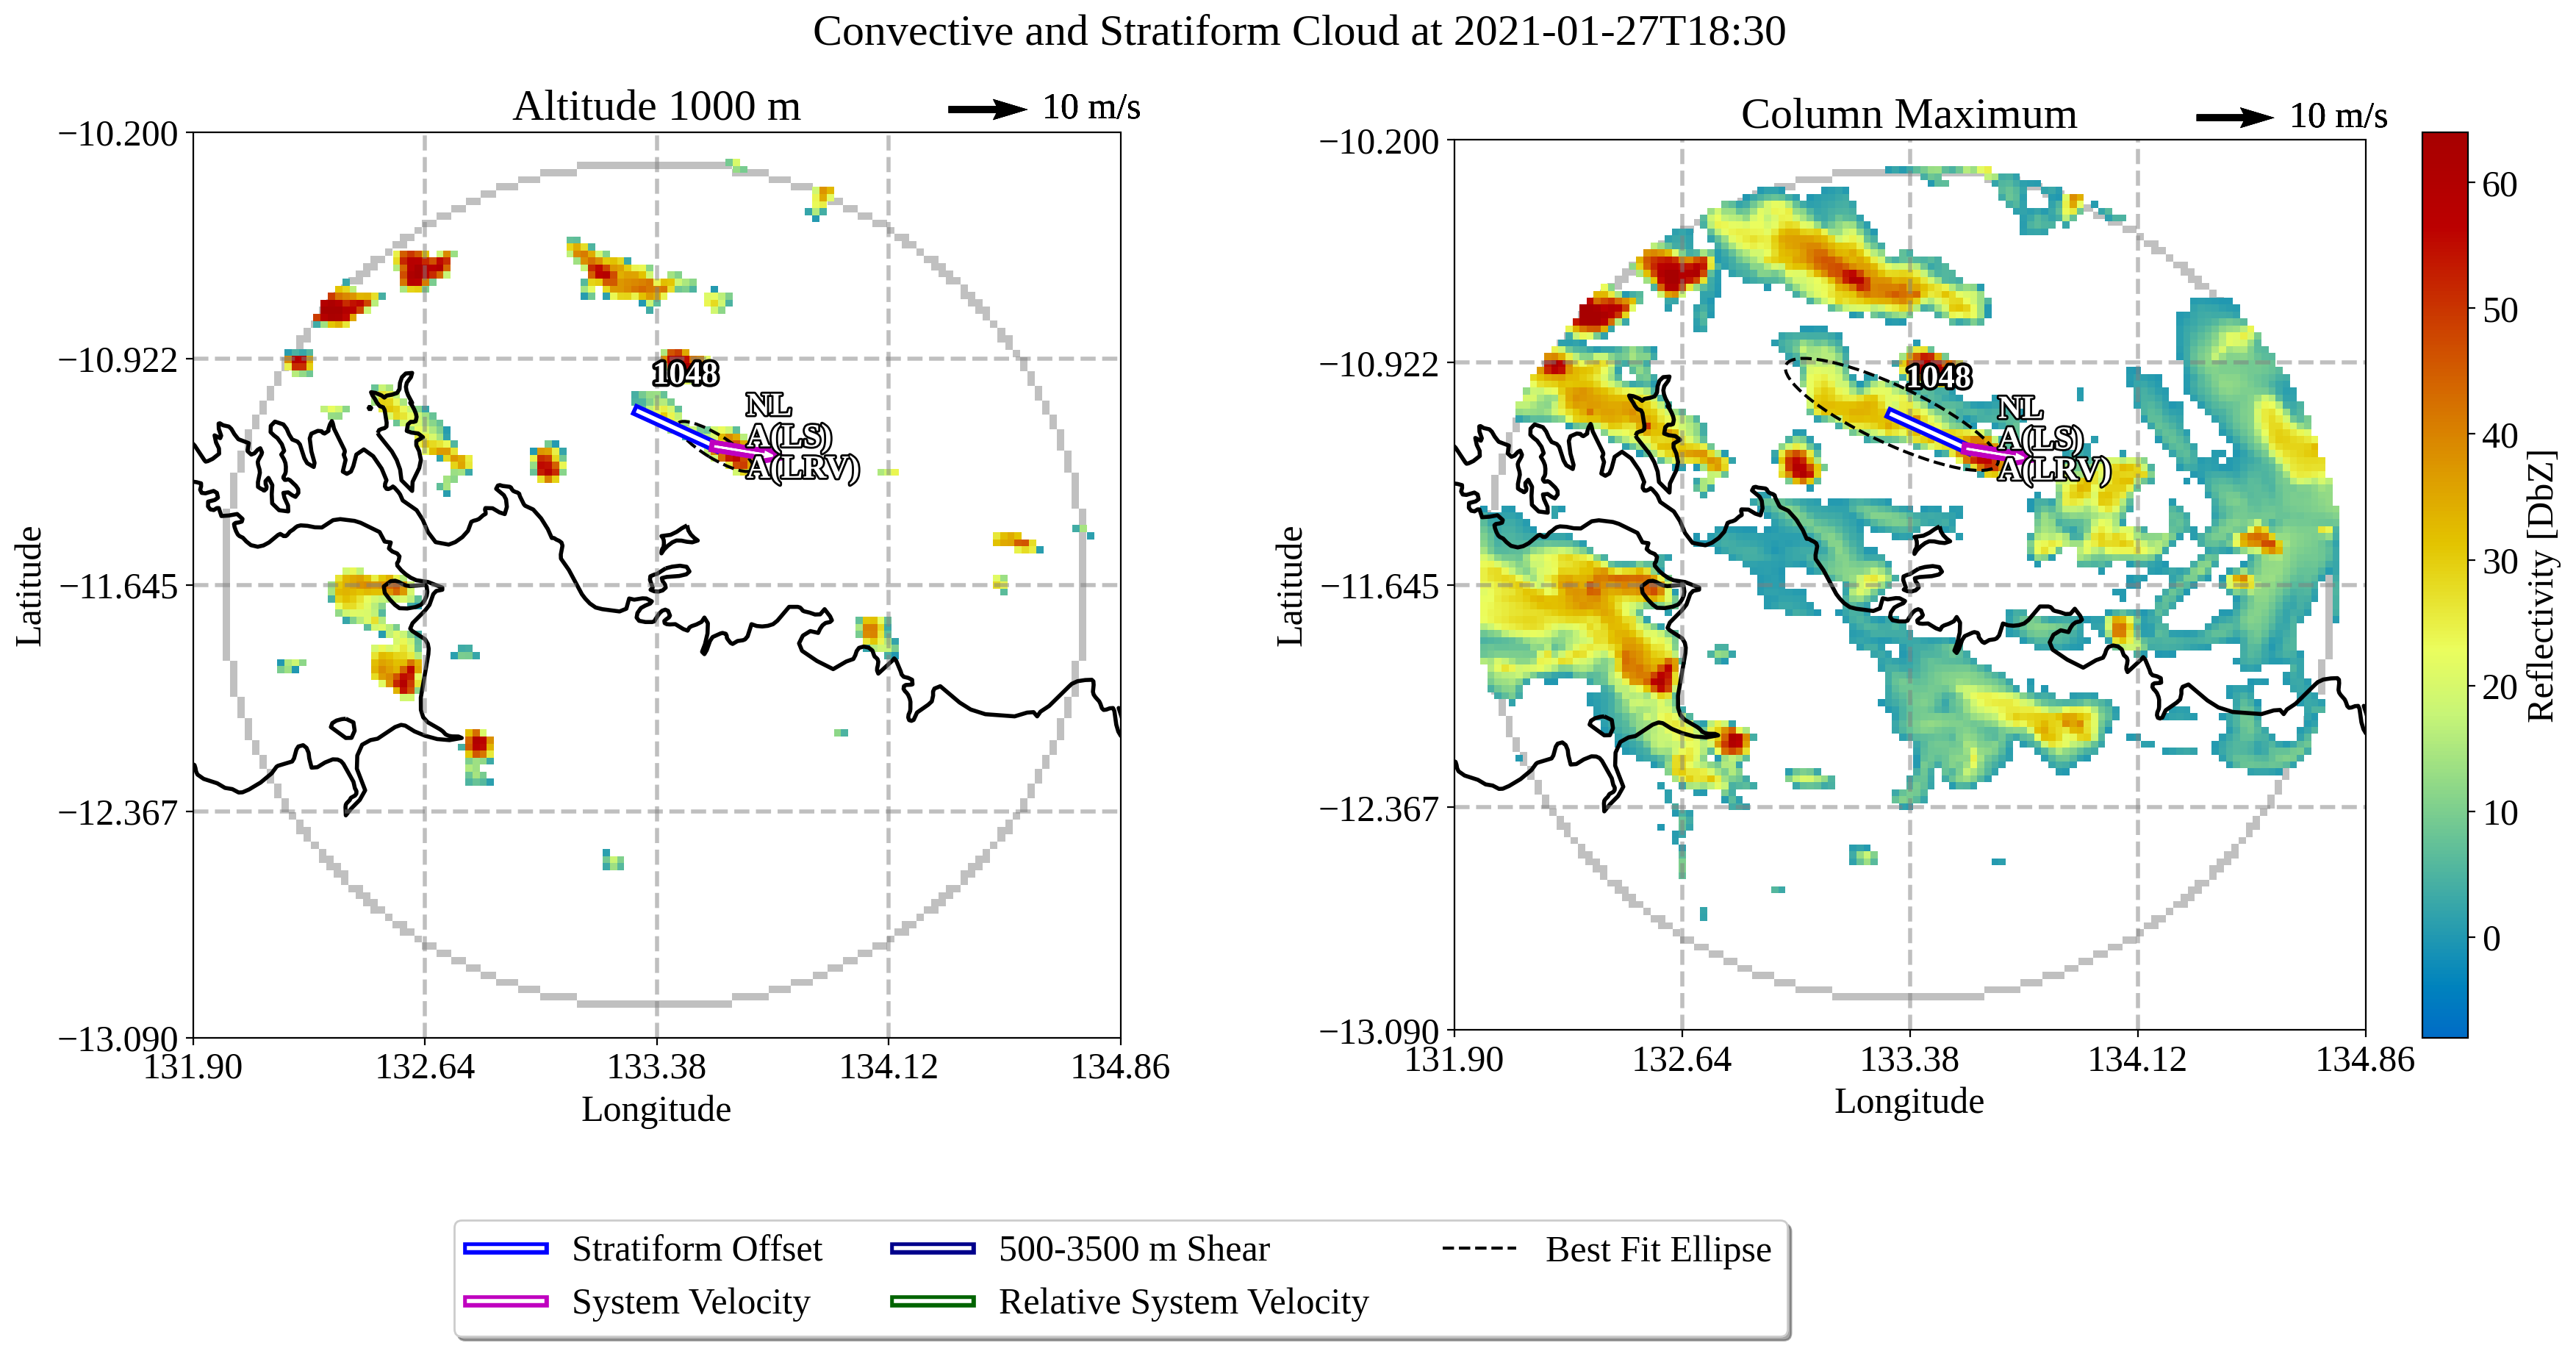 Convective and Stratiform Cloud at 2021-01-27T18:30
Altitude 1000 m
10 m/s
−10.200
−10.922
−11.645
−12.367
−13.090
131.90
132.64
133.38
134.12
134.86
Latitude
Longitude
1048
NL
A(LS)
A(LRV)
Column Maximum
10 m/s
−10.200
−10.922
−11.645
−12.367
−13.090
131.90
132.64
133.38
134.12
134.86
Latitude
Longitude
1048
NL
A(LS)
A(LRV)
60
50
40
30
20
10
0
Reflectivity [DbZ]
Stratiform Offset
System Velocity
500-3500 m Shear
Relative System Velocity
Best Fit Ellipse